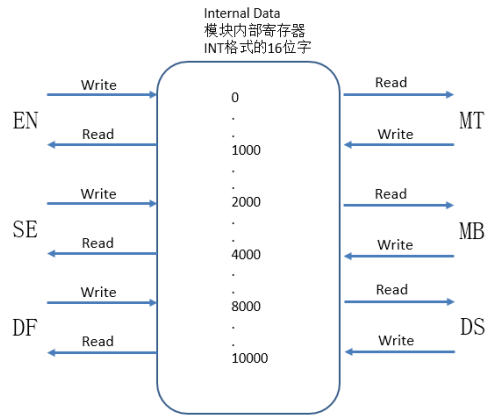 Internal Data
模块内部寄存器
INT格式的16位字
Write
Read
0
.
.
EN
MT
Read
Write
1000
.
.
Write
Read
2000
.
.
SE
MB
Read
Write
4000
.
.
Write
Read
8000
.
.
DF
DS
Read
Write
10000